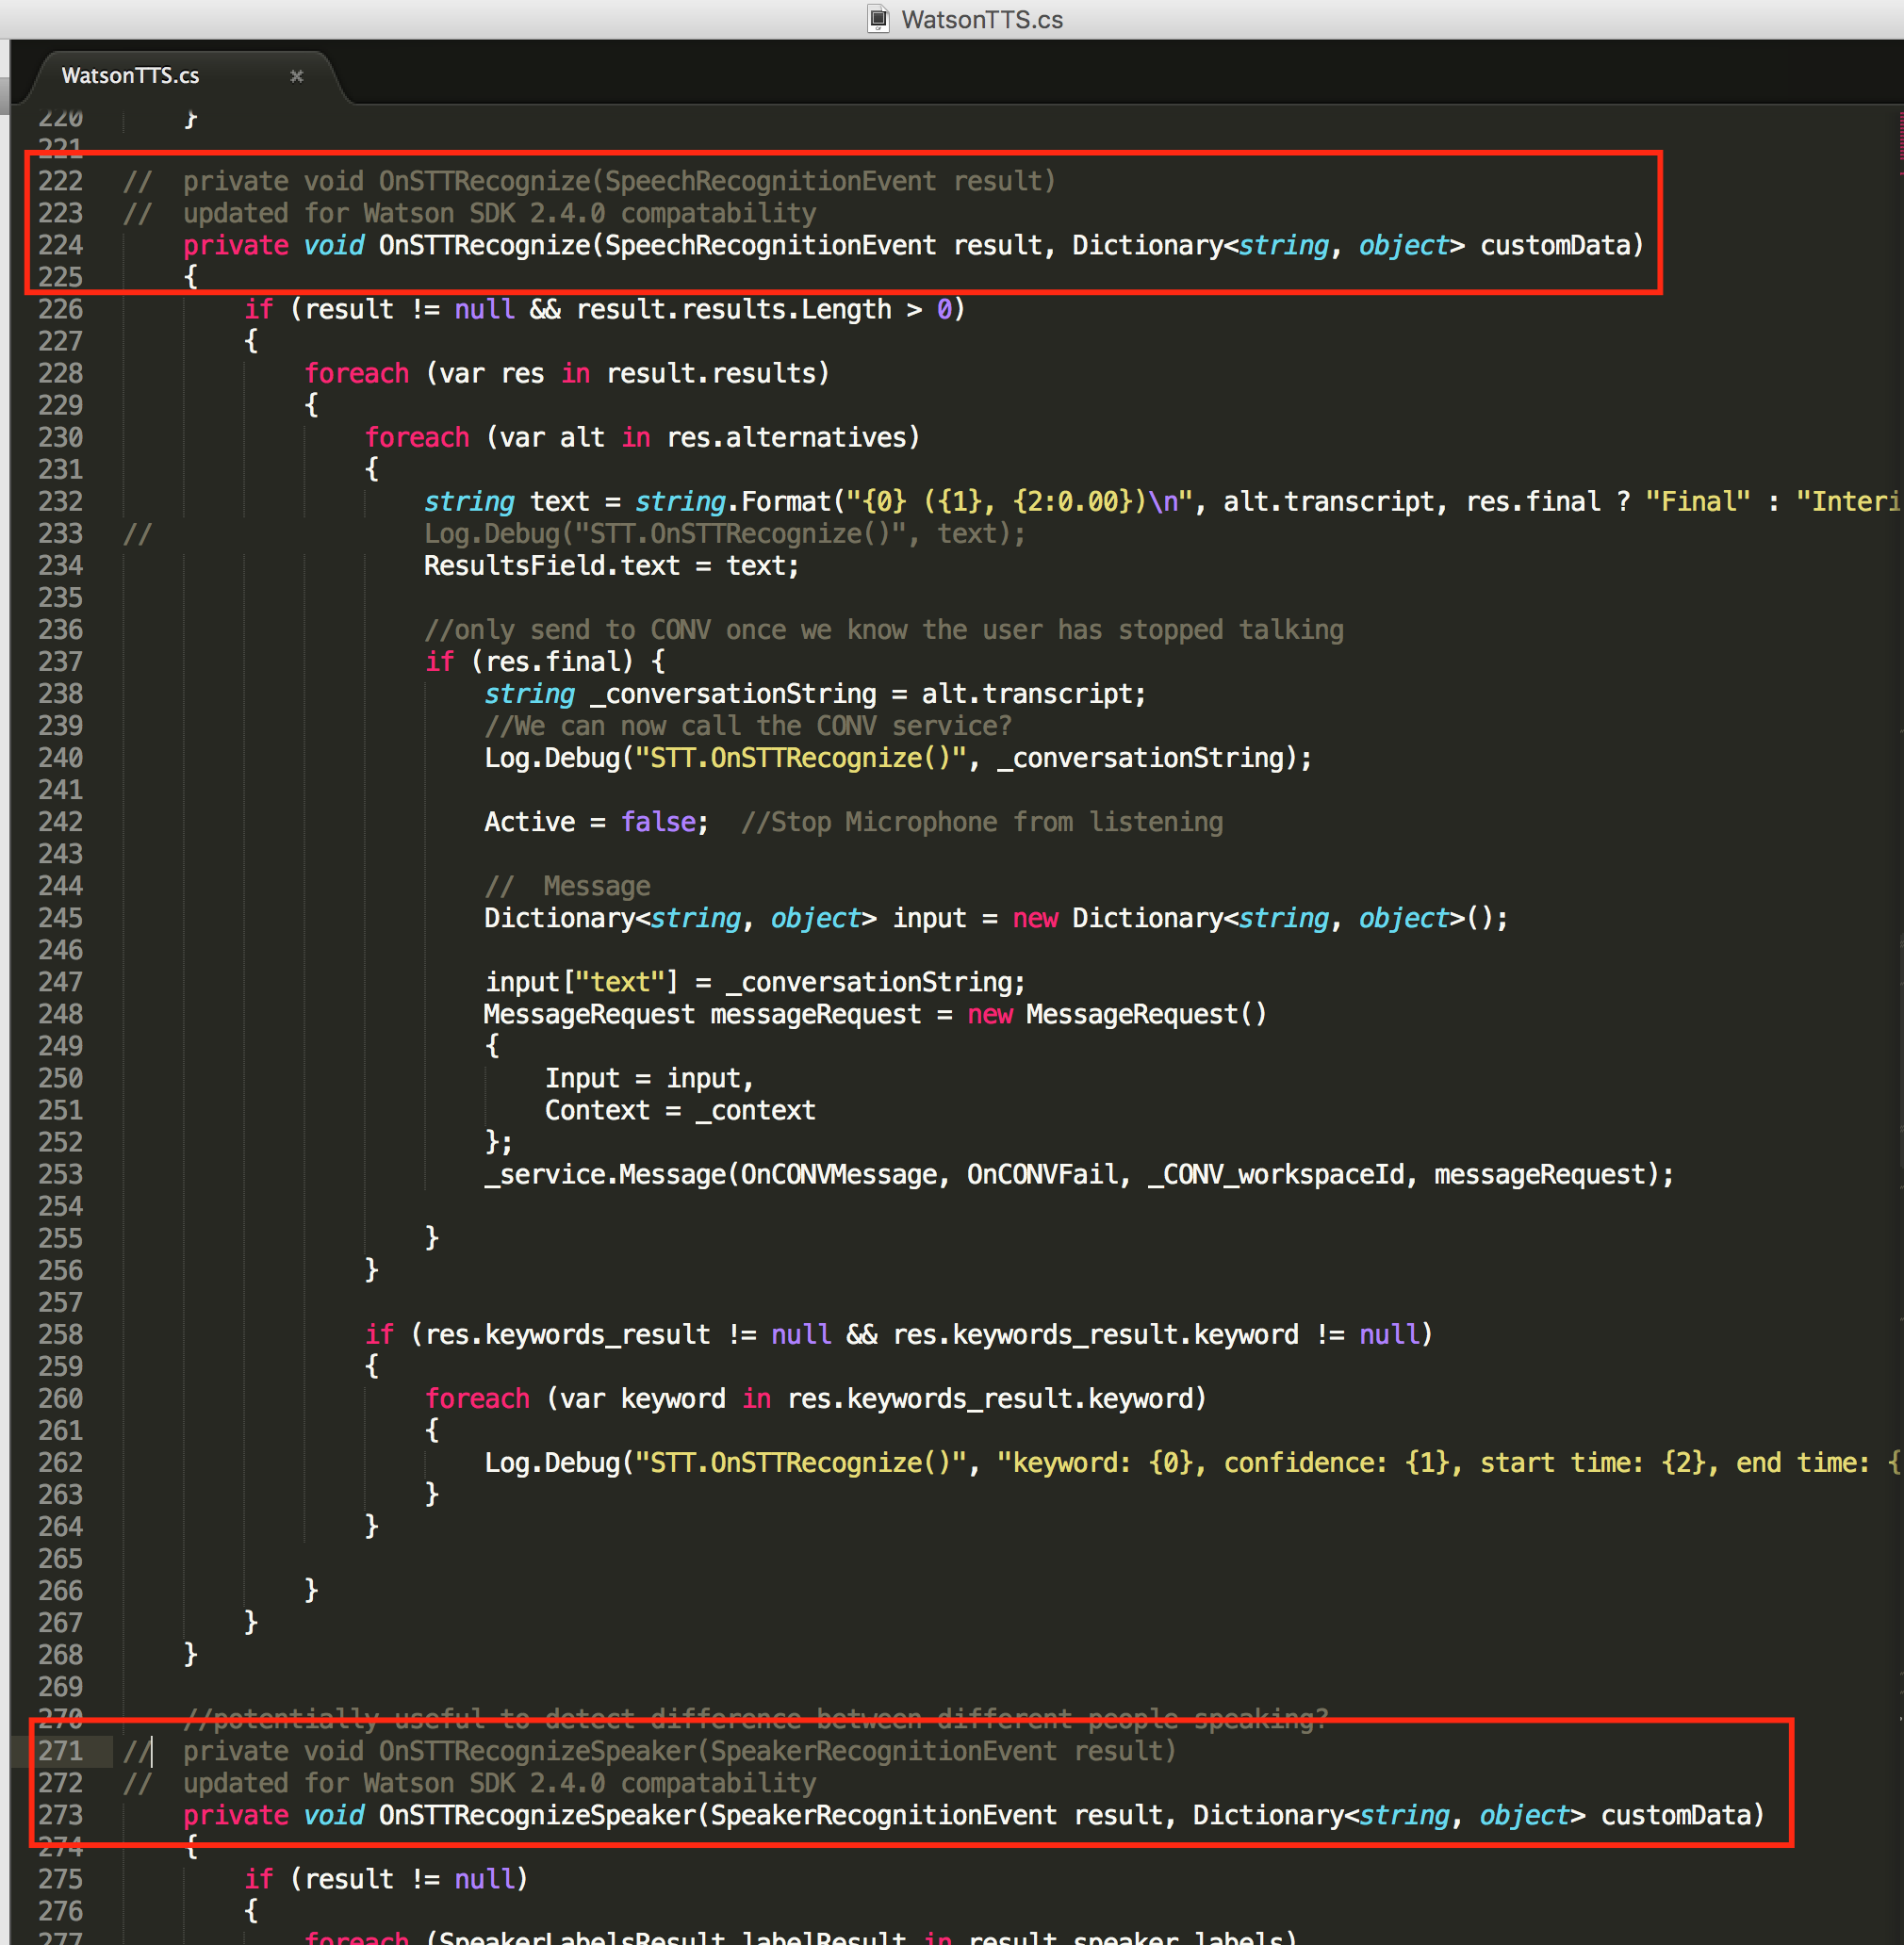 WatsonTTS.cs
WatsonTTS.cs ×
220 }
221
222 // private void OnSTTRecognize(SpeechRecognitionEvent result)
223 // updated for Watson SDK 2.4.0 compatability
224 private void OnSTTRecognize(SpeechRecognitionEvent result, Dictionary<string, object> customData)
225 {
226 if (result != null && result.results.Length > 0)
227 {
228 foreach (var res in result.results)
229 {
230 foreach (var alt in res.alternatives)
231 {
232 string text = string.Format("{0} ({1}, {2:0.00})\n", alt.transcript, res.final ? "Final" : "Interi
233 // Log.Debug("STT.OnSTTRecognize()", text);
234 ResultsField.text = text;
235
236 //only send to CONV once we know the user has stopped talking
237 if (res.final) {
238 string _conversationString = alt.transcript;
239 //We can now call the CONV service?
240 Log.Debug("STT.OnSTTRecognize()", _conversationString);
241
242 Active = false; //Stop Microphone from listening
243
244 // Message
245 Dictionary<string, object> input = new Dictionary<string, object>();
246
247 input["text"] = _conversationString;
248 MessageRequest messageRequest = new MessageRequest()
249 {
250 Input = input,
251 Context = _context
252 };
253 _service.Message(OnCONVMessage, OnCONVFail, _CONV_workspaceId, messageRequest);
254
255 }
256 }
257
258 if (res.keywords_result != null && res.keywords_result.keyword != null)
259 {
260 foreach (var keyword in res.keywords_result.keyword)
261 {
262 Log.Debug("STT.OnSTTRecognize()", "keyword: {0}, confidence: {1}, start time: {2}, end time: {
263 }
264 }
265
266 }
267 }
268 }
269
270 //potentially useful to detect difference between different people speaking?
271 // private void OnSTTRecognizeSpeaker(SpeakerRecognitionEvent result)
272 // updated for Watson SDK 2.4.0 compatability
273 private void OnSTTRecognizeSpeaker(SpeakerRecognitionEvent result, Dictionary<string, object> customData)
274 {
275 if (result != null)
276 {
277 foreach (SpeakerLabelsResult labelResult in result.speaker_labels)